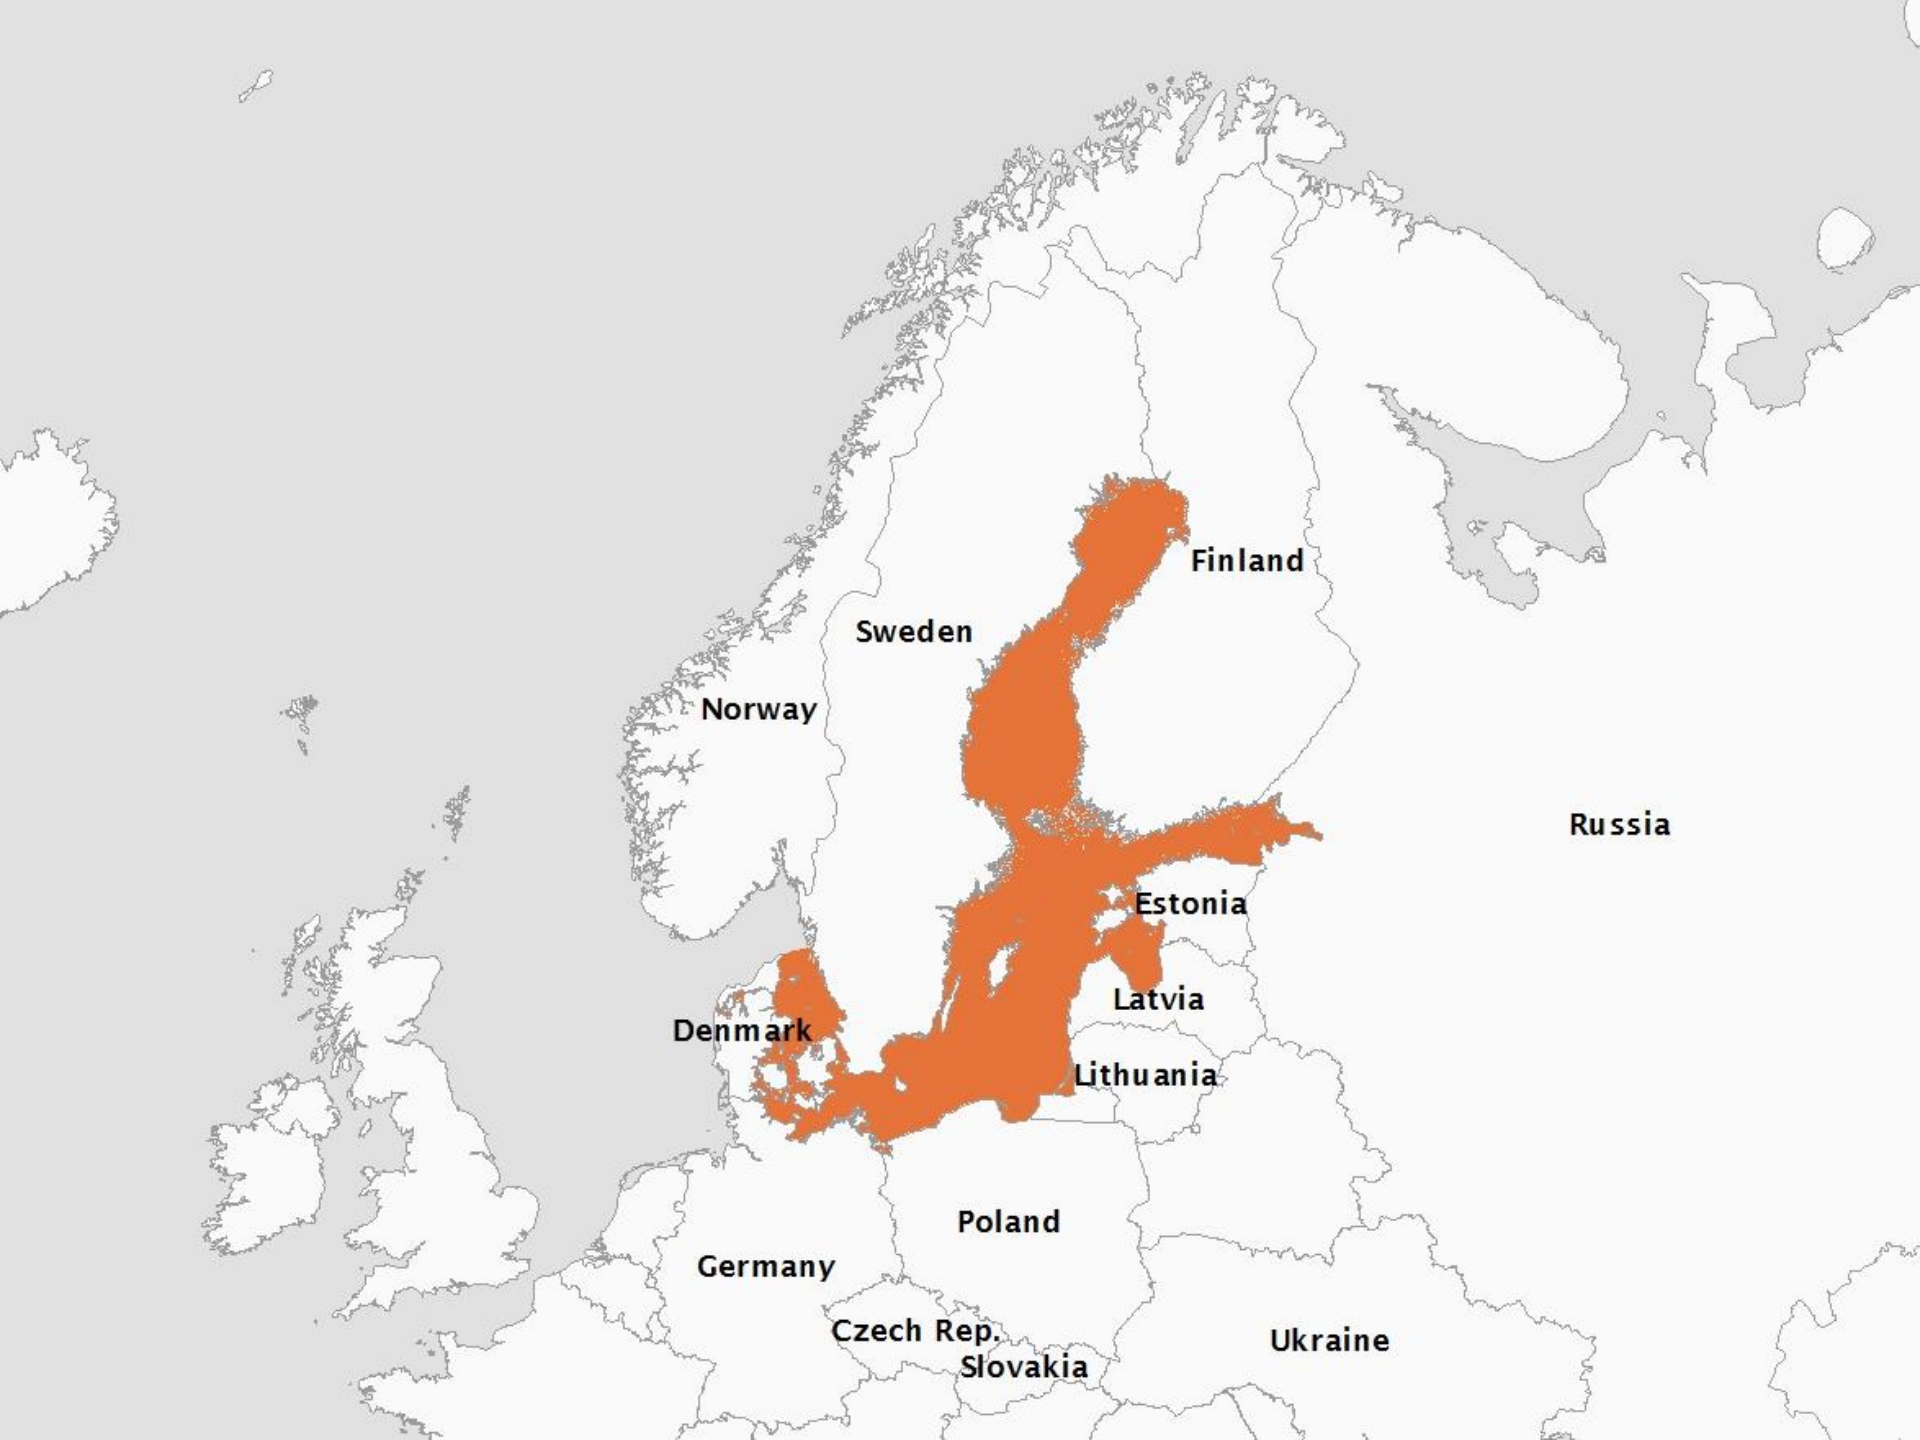 Finland
Sweden
Norway
Russia
Estonia
Latvia
Denmark
Lithuania
Poland
Germany
Czech Rep.
Ukraine
Slovakia